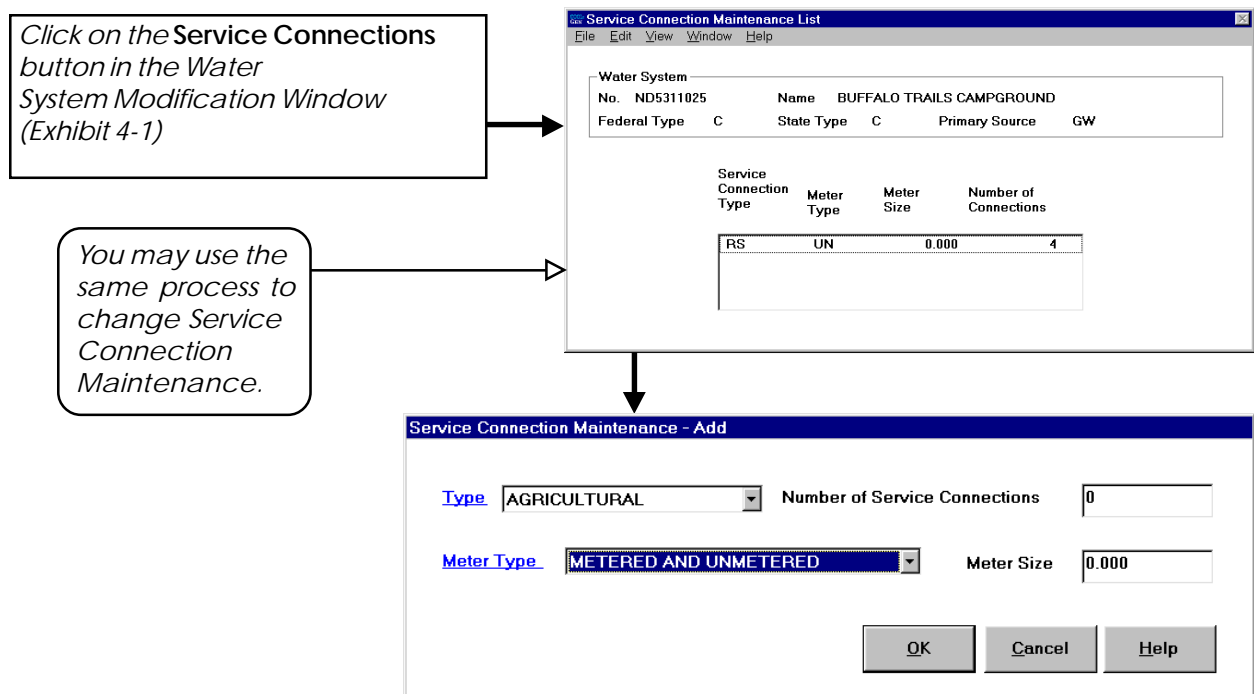 Click on the Service Connections
button in the Water
System Modification Window
(Exhibit 4-1)
You may use the
same process to
change Service
Connection
Maintenance.
Service Connection Maintenance List
File Edit View Window Help
Water System
No. ND5311025 Name BUFFALO TRAILS CAMPGROUND
Federal Type C State Type C Primary Source GW
Service Connection Type Meter Type Meter Size Number of Connections
RS UN 0.000 4
Service Connection Maintenance - Add
Type AGRICULTURAL Number of Service Connections 0
Meter Type METERED AND UNMETERED Meter Size 0.000
OK Cancel Help